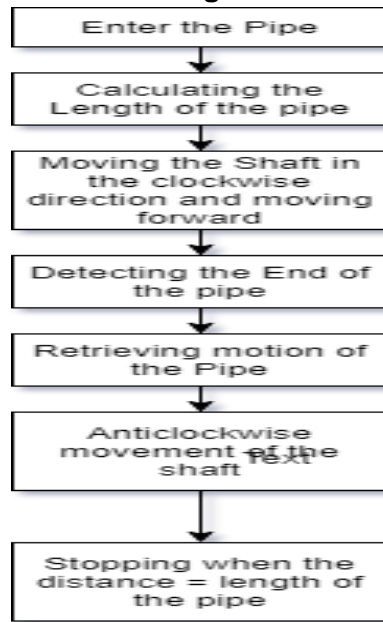 Enter the Pipe
Calculating the
Length of the pipe
Moving the Shaft in
the clockwise
direction and moving
forward
Detecting the End of
the pipe
Retrieving motion of
the Pipe
Anticlockwise
movement of the
Text
shaft
Stopping when the
distance = length of
the pipe